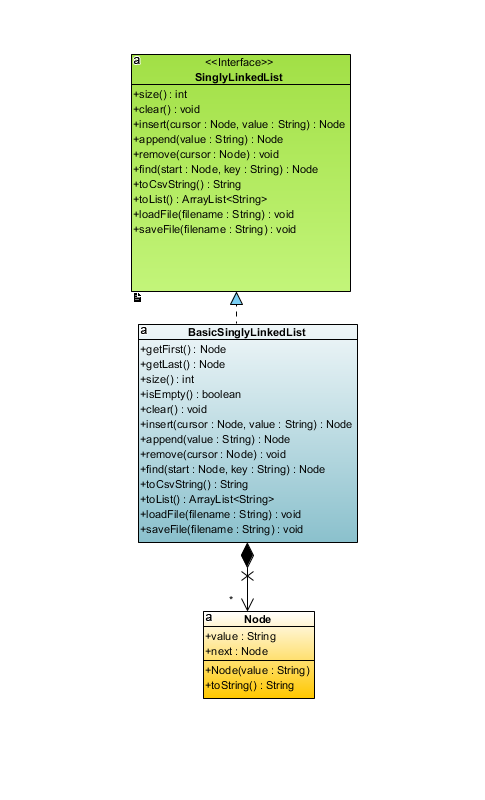 a
<<Interface>>
SinglyLinkedList
+size() : int
+clear() : void
+insert(cursor : Node, value : String) : Node
+append(value : String) : Node
+remove(cursor : Node) : void
+find(start : Node, key : String) : Node
+toCsvString() : String
+toList() : ArrayList<String>
+loadFile(filename : String) : void
+saveFile(filename : String) : void
a
BasicSinglyLinkedList
+getFirst() : Node
+getLast() : Node
+size() : int
+isEmpty() : boolean
+clear() : void
+insert(cursor : Node, value : String) : Node
+append(value : String) : Node
+remove(cursor : Node) : void
+find(start : Node, key : String) : Node
+toCsvString() : String
+toList() : ArrayList<String>
+loadFile(filename : String) : void
+saveFile(filename : String) : void
*
a
Node
+value : String
+next : Node
+Node(value : String)
+toString() : String